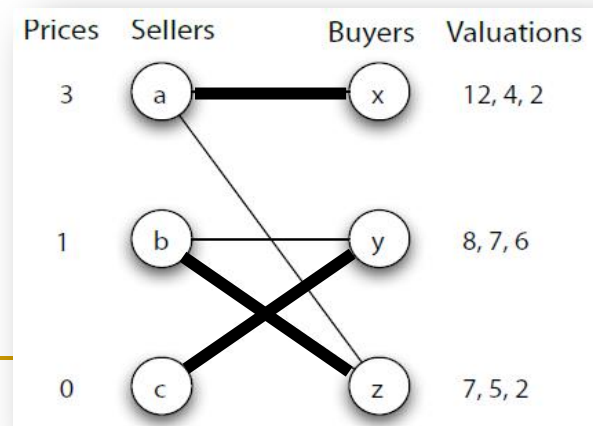 Prices Sellers Buyers Valuations
3 a x 12, 4, 2
1 b y 8, 7, 6
0 c z 7, 5, 2